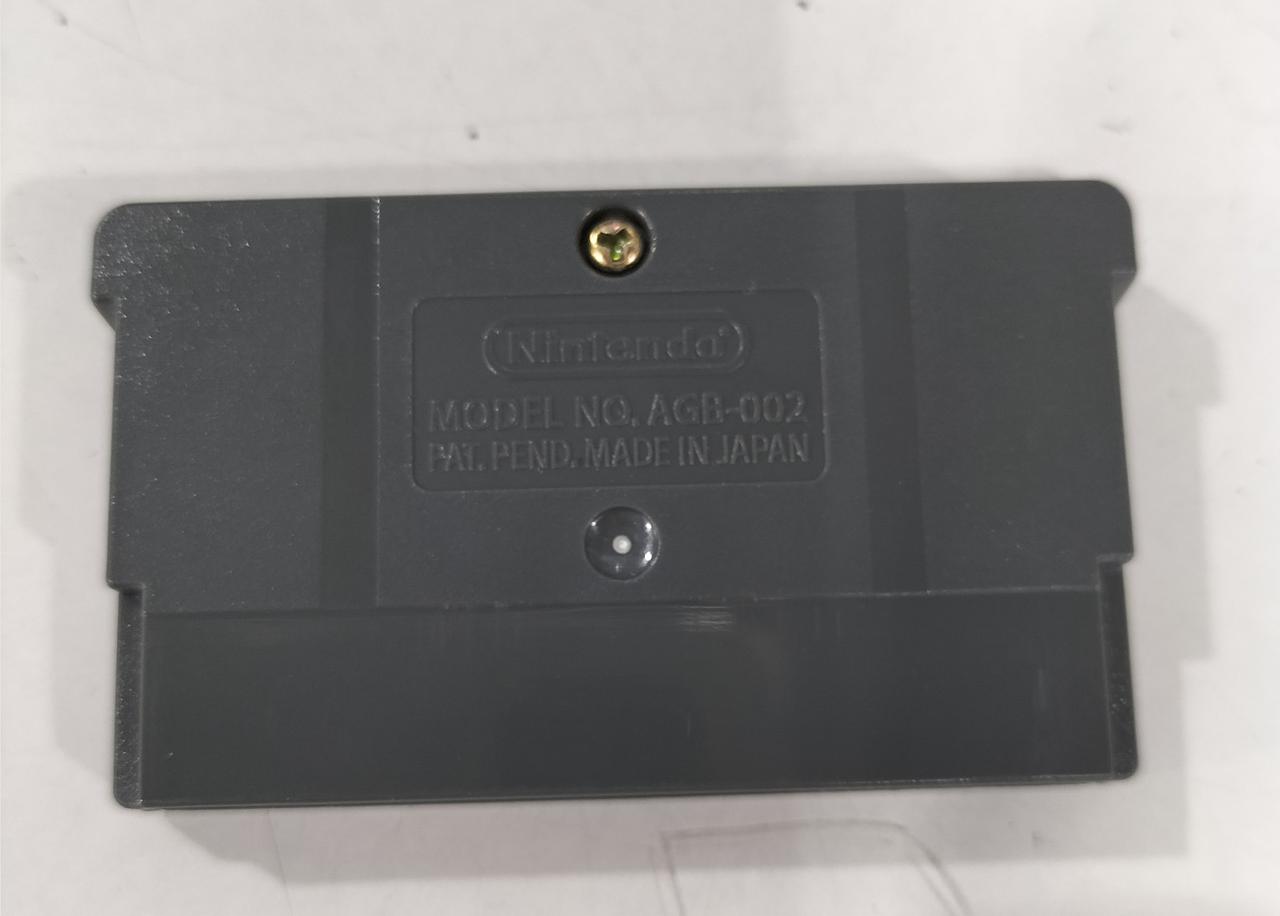 Nintendo
MODEL NO. AGB-002
PAT. PEND. MADE IN JAPAN